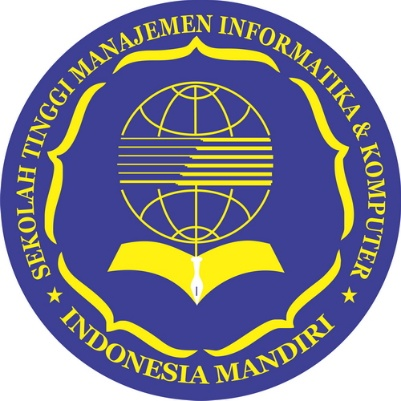 SEKOLAH TINGGI MANAJEMEN INFORMATIKA & KOMPUTER
INDONESIA MANDIRI